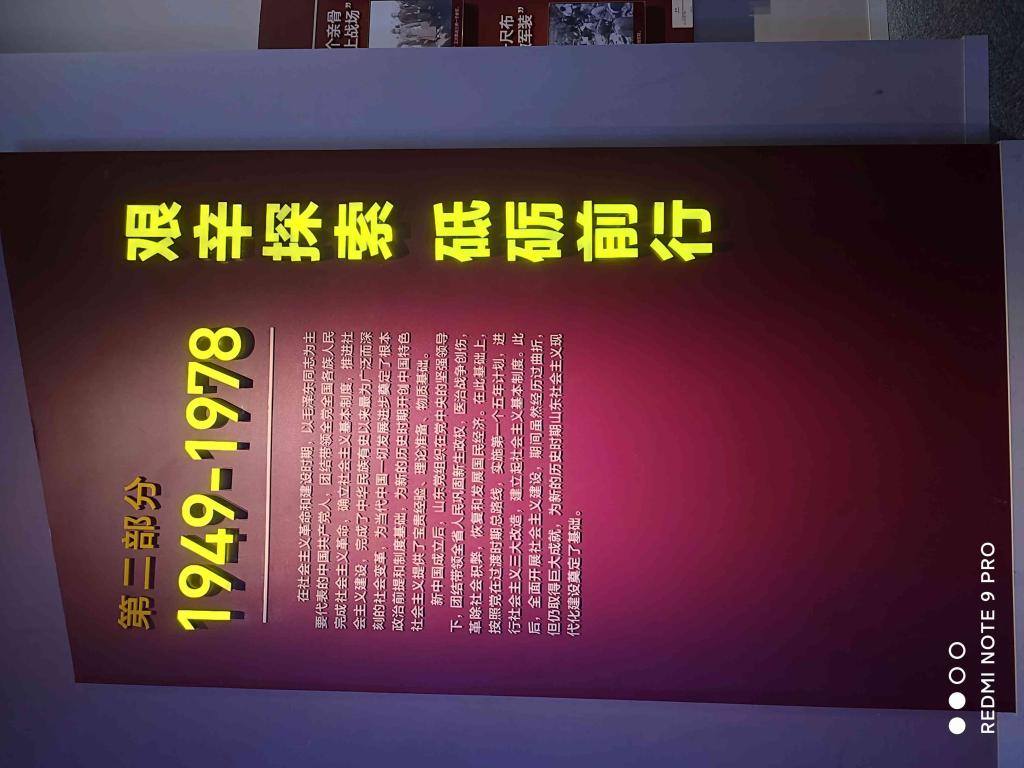 第二部分
1949-1978
艰辛探索 砥砺前行
在社会主义革命和建设时期，以毛泽东同志为主
要代表的中国共产党人，团结带领全党全国各族人民
完成社会主义革命，确立社会主义基本制度，推进社
会主义建设，完成了中华民族有史以来最为广泛而深
刻的社会变革，为当代中国一切发展进步奠定了根本
政治前提和制度基础，为新的历史时期开创中国特色
社会主义提供了宝贵经验、理论准备、物质基础。
新中国成立后，山东党组织在党中央的坚强领导
下，团结带领全省人民巩固新生政权，医治战争创伤，
革除社会积弊，恢复和发展国民经济。在此基础上，
按照党在过渡时期总路线，实施第一个五年计划，进
行社会主义三大改造，建立起社会主义基本制度。此
后，全面开展社会主义建设，期间虽然经历过曲折，
但仍取得巨大成就，为新的历史时期山东社会主义现
代化建设奠定了基础。
个亲骨
上战场”
尺布
军装”
REDMI NOTE 9 PRO